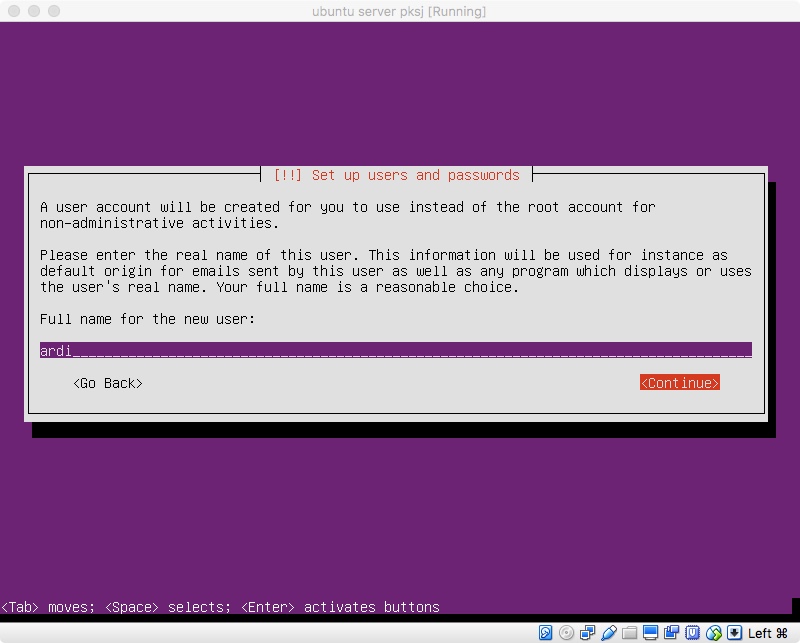 ubuntu server pksj [Running]
[!!] Set up users and passwords
A user account will be created for you to use instead of the root account for
non-administrative activities.
Please enter the real name of this user. This information will be used for instance as
default origin for emails sent by this user as well as any program which displays or uses
the user's real name. Your full name is a reasonable choice.
Full name for the new user:
ardi
<Go Back> <Continue>
<Tab> moves; <Space> selects; <Enter> activates buttons
Left ⌘